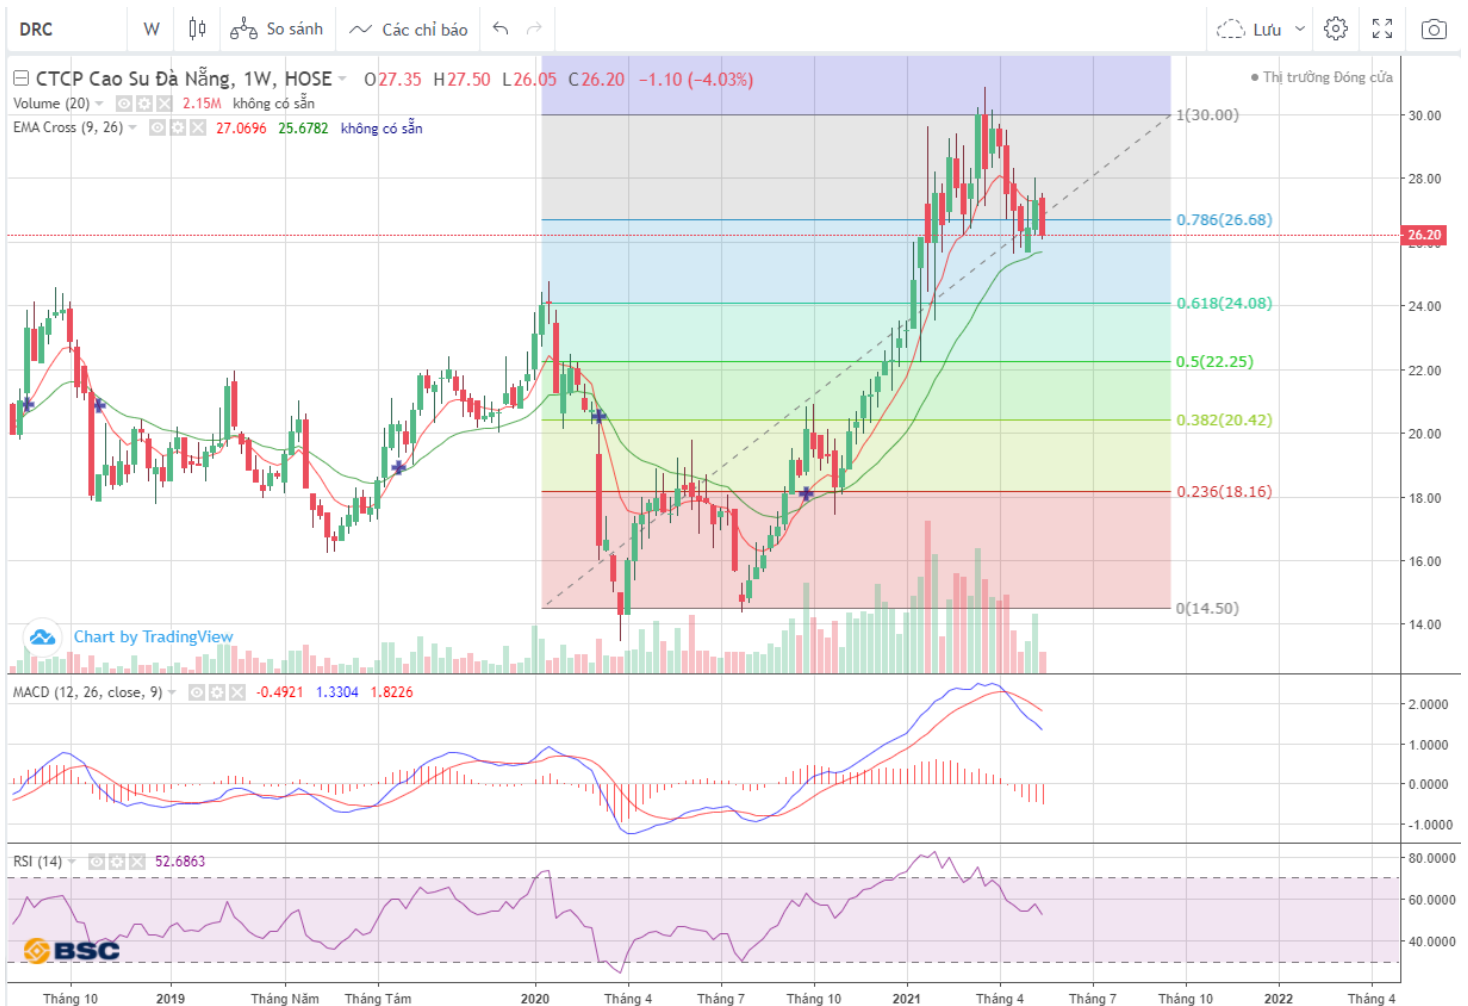 DRC W So sánh Các chỉ báo Lưu
CTCP Cao Su Đà Nẵng, 1W, HOSE O27.35 H27.50 L26.05 C26.20 −1.10 (−4.03%) Thị trường Đóng cửa
Volume (20) 2.15M không có sẵn
EMA Cross (9, 26) 27.0696 25.6782 không có sẵn
1(30.00) 30.00
28.00
0.786(26.68)
26.20
0.618(24.08) 24.00
0.5(22.25) 22.00
0.382(20.42) 20.00
0.236(18.16) 18.00
16.00
0(14.50)
14.00
Chart by TradingView
MACD (12, 26, close, 9) -0.4921 1.3304 1.8226
2.0000
1.0000
0.0000
-1.0000
RSI (14) 52.6863 80.0000
60.0000
40.0000
BSC
Tháng 10 2019 Tháng Năm Tháng Tám 2020 Tháng 4 Tháng 7 Tháng 10 2021 Tháng 4 Tháng 7 Tháng 10 2022 Tháng 4